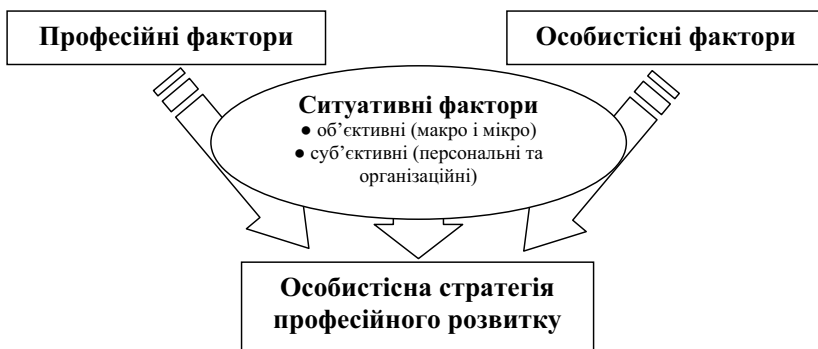 Професійні фактори
Особистісні фактори
Ситуативні фактори
● об’єктивні (макро і мікро)
● суб’єктивні (персональні та
організаційні)
Особистісна стратегія
професійного розвитку